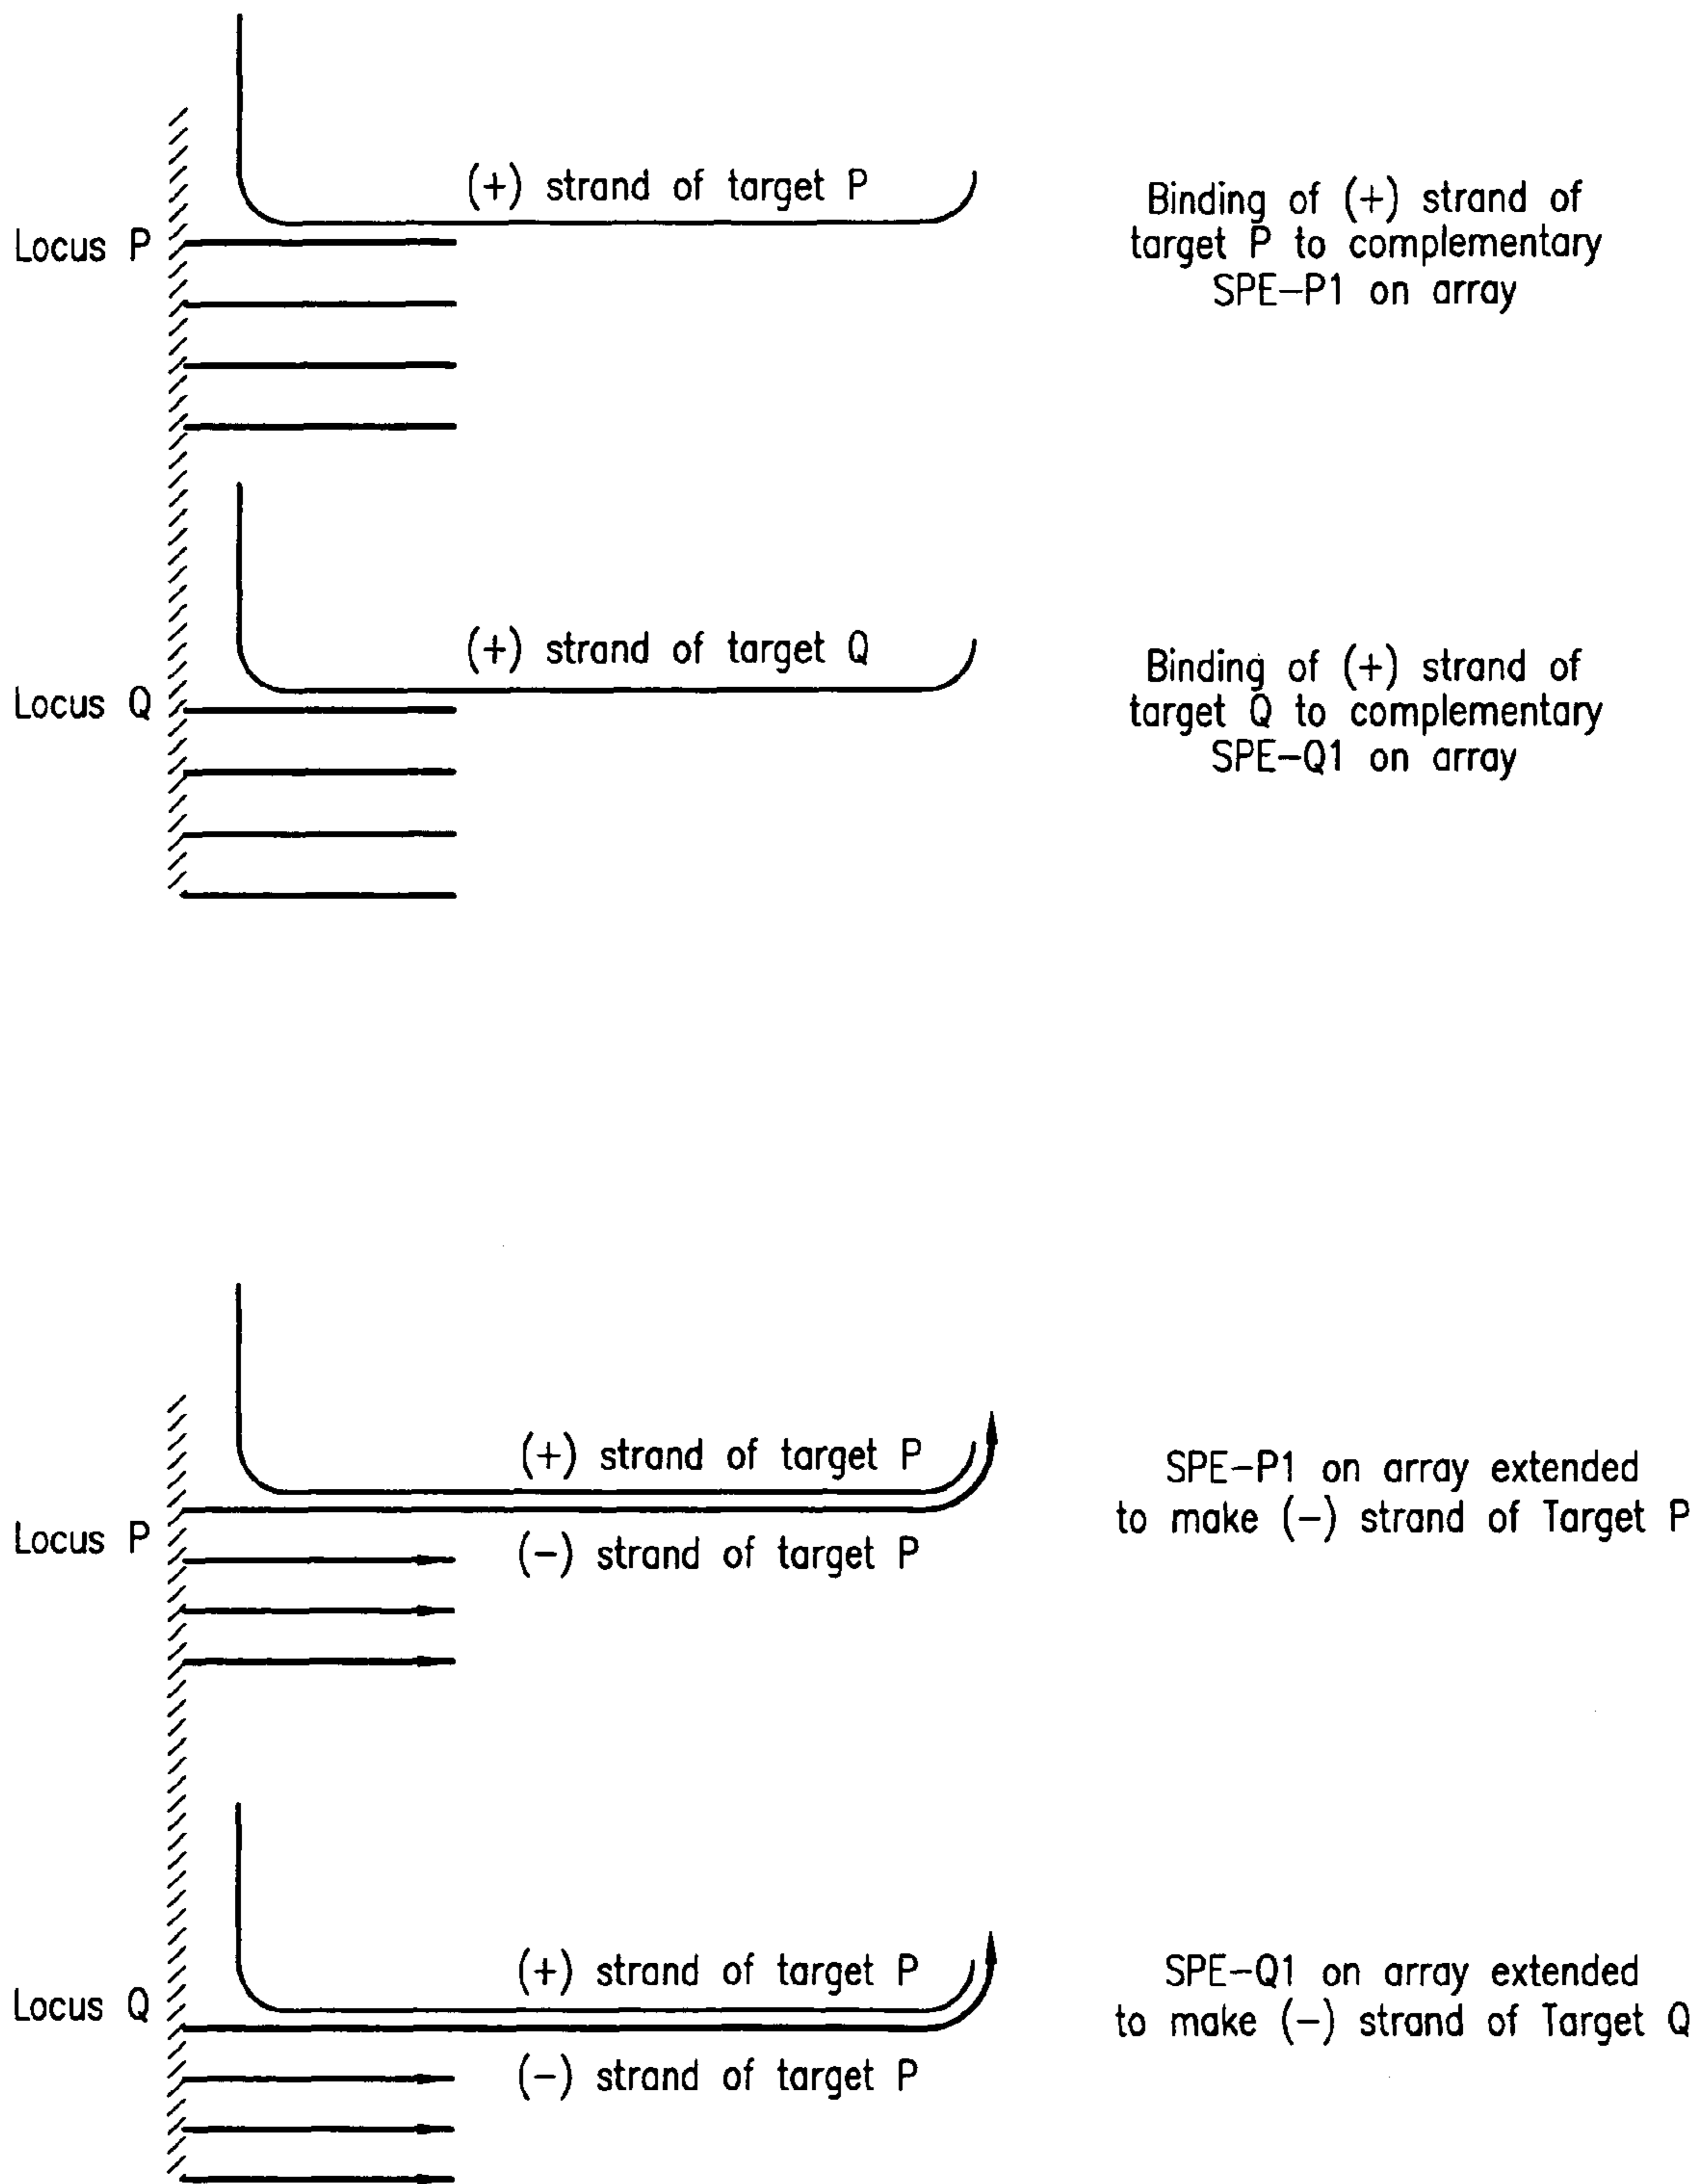 (+) strand of target P
Locus P
Binding of (+) strand of
target P to complementary
SPE-P1 on array
(+) strand of target Q
Locus Q
Binding of (+) strand of
target Q to complementary
SPE-Q1 on array
(+) strand of target P
Locus P
(-) strand of target P
SPE-P1 on array extended
to make (-) strand of Target P
(+) strand of target P
Locus Q
(-) strand of target P
SPE-Q1 on array extended
to make (-) strand of Target Q